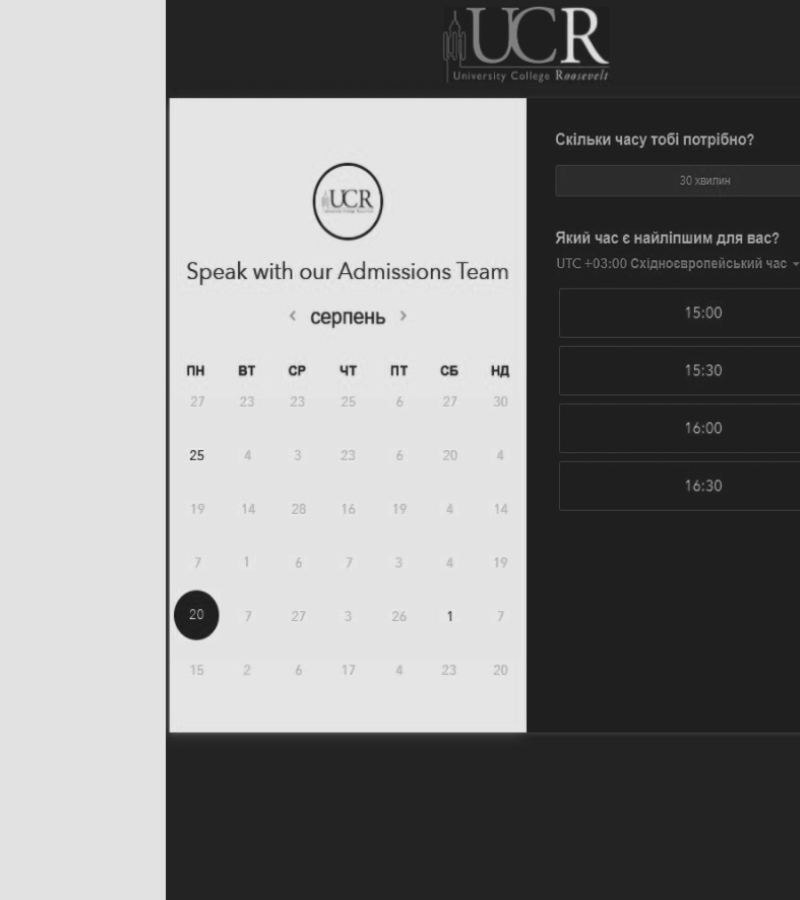 UCR
University College Roosevelt
UCR
Speak with our Admissions Team
< серпень >
ПН ВТ СР ЧТ ПТ СБ НД
27 23 23 25 6 27 30
25 4 3 23 6 20 4
19 14 28 16 19 4 14
7 1 6 7 3 4 19
20 7 27 3 26 1 7
15 2 6 17 4 23 20
Скільки часу тобі потрібно?
30 хвилин
Який час є найліпшим для вас?
UTC +03:00 Східноєвропейський час
15:00
15:30
16:00
16:30